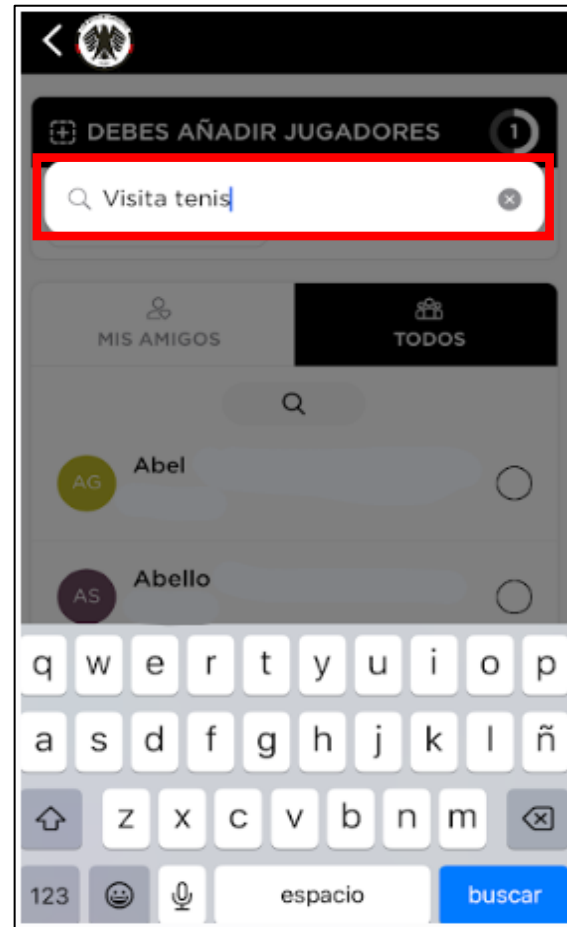 DEBES AÑADIR JUGADORES 1
Visita tenis
MIS AMIGOS TODOS
AG Abel
AS Abello
q w e r t y u i o p
a s d f g h j k l ñ
z x c v b n m
123 espacio buscar